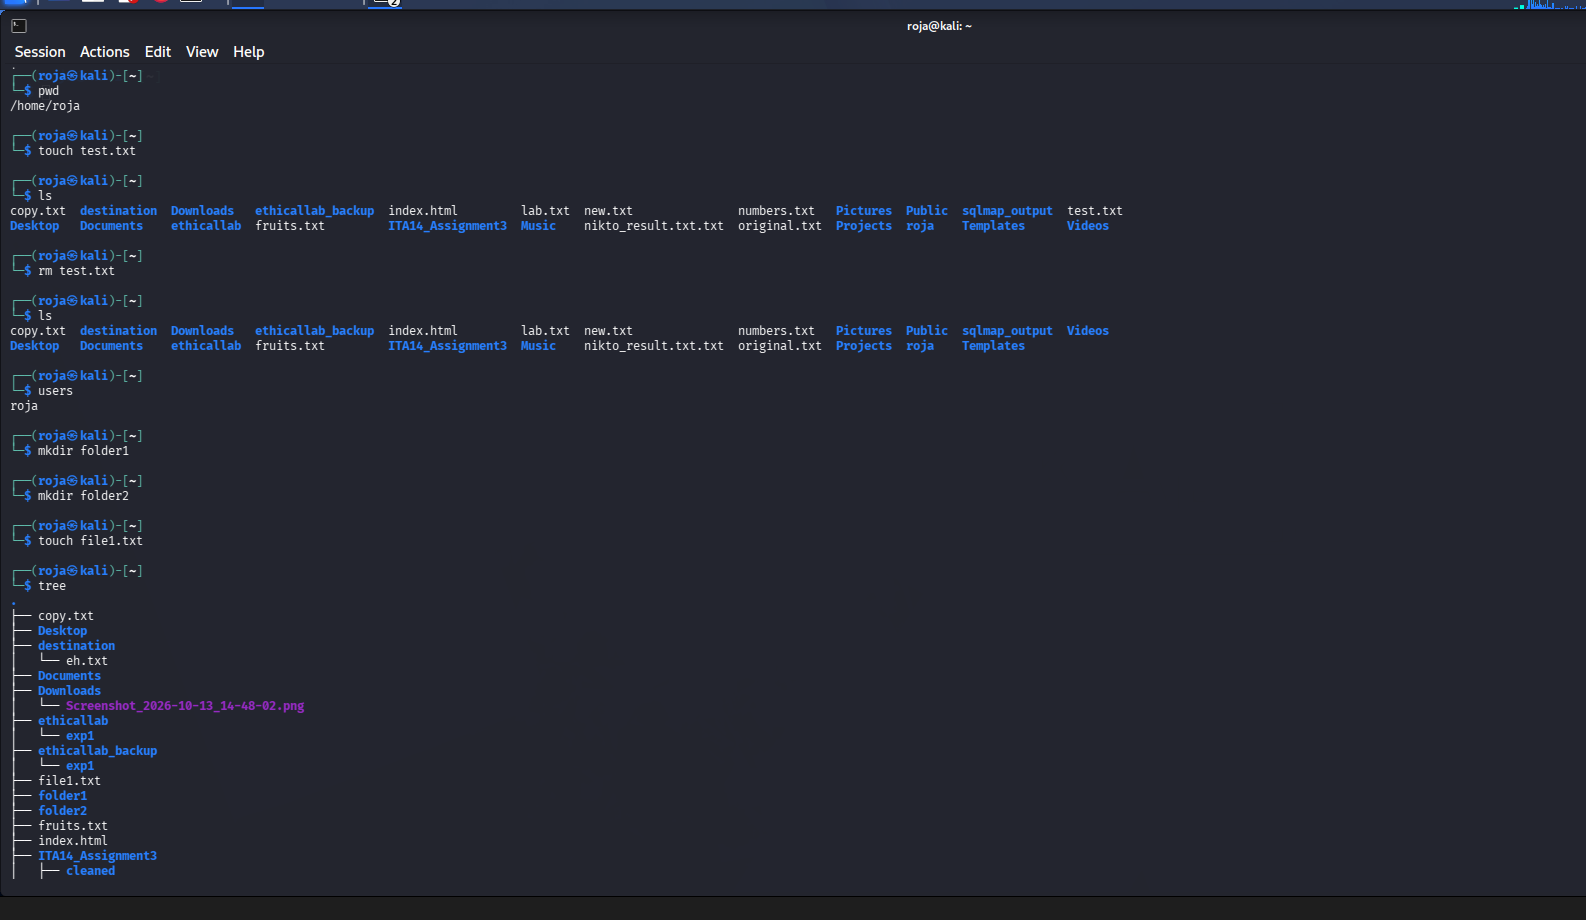 roja@kali: ~
Session Actions Edit View Help
┌──(roja㉿kali)-[~]
└─$ pwd
/home/roja
┌──(roja㉿kali)-[~]
└─$ touch test.txt
┌──(roja㉿kali)-[~]
└─$ ls
copy.txt destination Downloads ethicallab_backup index.html lab.txt new.txt numbers.txt Pictures Public sqlmap_output test.txt
Desktop Documents ethicallab fruits.txt ITA14_Assignment3 Music nikto_result.txt.txt original.txt Projects roja Templates Videos
┌──(roja㉿kali)-[~]
└─$ rm test.txt
┌──(roja㉿kali)-[~]
└─$ ls
copy.txt destination Downloads ethicallab_backup index.html lab.txt new.txt numbers.txt Pictures Public sqlmap_output Videos
Desktop Documents ethicallab fruits.txt ITA14_Assignment3 Music nikto_result.txt.txt original.txt Projects roja Templates
┌──(roja㉿kali)-[~]
└─$ users
roja
┌──(roja㉿kali)-[~]
└─$ mkdir folder1
┌──(roja㉿kali)-[~]
└─$ mkdir folder2
┌──(roja㉿kali)-[~]
└─$ touch file1.txt
┌──(roja㉿kali)-[~]
└─$ tree
.
├── copy.txt
├── Desktop
├── destination
│   └── eh.txt
├── Documents
├── Downloads
│   └── Screenshot_2026-10-13_14-48-02.png
├── ethicallab
│   └── exp1
├── ethicallab_backup
│   └── exp1
├── file1.txt
├── folder1
├── folder2
├── fruits.txt
├── index.html
├── ITA14_Assignment3
│   ├── cleaned